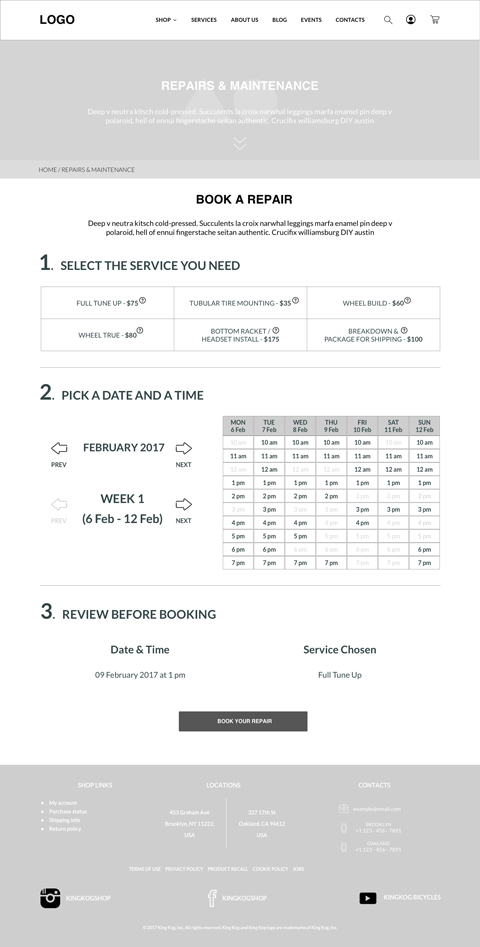 LOGO
SHOP SERVICES ABOUT US BLOG EVENTS CONTACTS
REPAIRS & MAINTENANCE
Deep v neutra kitsch cold-pressed. Succulents la croix narwhal leggings marfa enamel pin deep v
polaroid, hell of ennui fingerstache seitan authentic. Crucifix williamsburg DIY austin
HOME / REPAIRS & MAINTENANCE
BOOK A REPAIR
Deep v neutra kitsch cold-pressed. Succulents la croix narwhal leggings marfa enamel pin deep v
polaroid, hell of ennui fingerstache seitan authentic. Crucifix williamsburg DIY austin
1. SELECT THE SERVICE YOU NEED
FULL TUNE UP - $75 ? TUBULAR TIRE MOUNTING - $35 ? WHEEL BUILD - $60 ?
WHEEL TRUE - $80 ?
BOTTOM RACKET / ?
HEADSET INSTALL - $175
BREAKDOWN & ?
PACKAGE FOR SHIPPING - $100
2. PICK A DATE AND A TIME
FEBRUARY 2017
PREV NEXT
WEEK 1
(6 Feb - 12 Feb)
PREV NEXT
MON TUE WED THU FRI SAT SUN
6 Feb 7 Feb 8 Feb 9 Feb 10 Feb 11 Feb 12 Feb
10 am 10 am 10 am 10 am 10 am 10 am 10 am
11 am 11 am 11 am 11 am 11 am 11 am 11 am
12 am 12 am 12 am 12 am 12 am 12 am 12 am
1 pm 1 pm 1 pm 1 pm 1 pm 1 pm 1 pm
2 pm 2 pm 2 pm 2 pm 2 pm 2 pm 2 pm
3 pm 3 pm 3 pm 3 pm 3 pm 3 pm 3 pm
4 pm 4 pm 4 pm 4 pm 4 pm 4 pm 4 pm
5 pm 5 pm 5 pm 5 pm 5 pm 5 pm 5 pm
6 pm 6 pm 6 pm 6 pm 6 pm 6 pm 6 pm
7 pm 7 pm 7 pm 7 pm 7 pm 7 pm 7 pm
3. REVIEW BEFORE BOOKING
Date & Time Service Chosen
09 February 2017 at 1 pm Full Tune Up
BOOK YOUR REPAIR
SHOP LINKS
My account
Purchase status
Shipping info
Return policy
LOCATIONS
453 Graham Ave
Brooklyn, NY 11222,
USA
327 17th St
Oakland, CA 94612
USA
CONTACTS
example@email.com
BROOKLYN
+1 123 - 456 - 7891
OAKLAND
+1 123 - 456 - 7891
TERMS OF USE PRIVACY POLICY PRODUCT RECALL COOKIE POLICY JOBS
KINGKOGSHOP KINGKOGSHOP KINGKOG BICYCLES
© 2017 King Kog, Inc. All rights reserved. King Kog and King Kog logo are trademarks of King Kog, Inc.